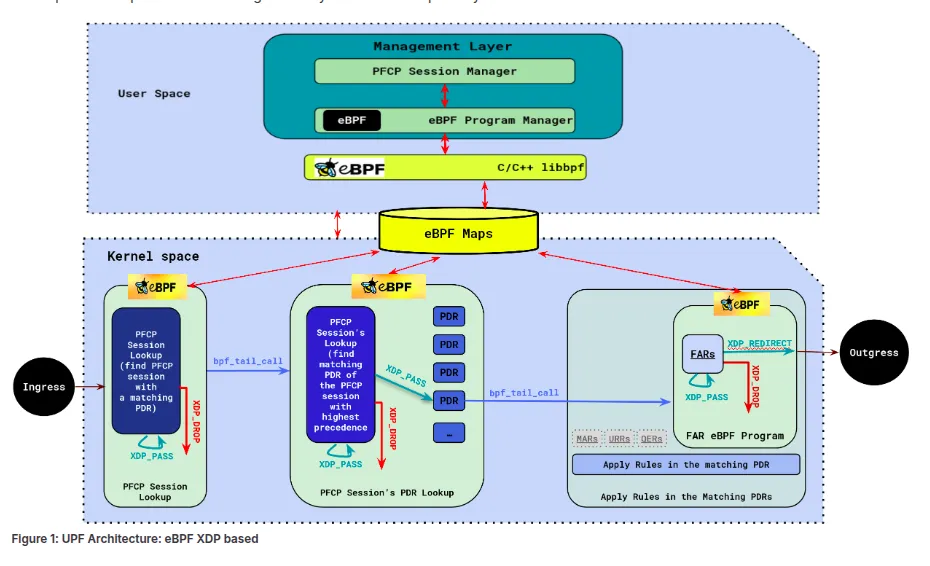 Management Layer
PFCP Session Manager
User Space
eBPF
eBPF Program Manager
eBPF
C/C++ libbpf
eBPF Maps
Kernel space
eBPF
eBPF
eBPF
PFCP
Session
Lookup
(find PFCP
session
with
a matching
PDR)
XDP_DROP
XDP_PASS
PFCP Session
Lookup
Ingress
bpf_tail_call
PFCP
Session's
Lookup
(find
matching
PDR of
the PFCP
session
with
highest
precedence
XDP_PASS
XDP_DROP
XDP_PASS
PDR
PDR
PDR
PDR
…
PFCP Session's PDR Lookup
bpf_tail_call
FARs
XDP_REDIRECT
XDP_DROP
XDP_PASS
FAR eBPF Program
MARs
URRs
QERs
Apply Rules in the matching PDR
Apply Rules in the Matching PDRs
Outgress
Figure 1: UPF Architecture: eBPF XDP based